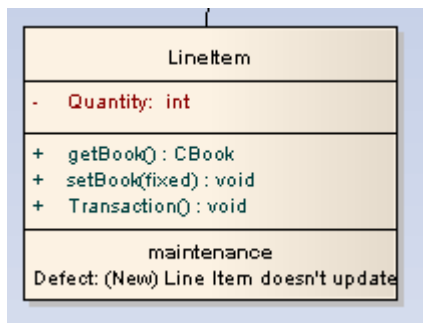 LineItem
- Quantity: int
+ getBook() : CBook
+ setBook(fixed) : void
+ Transaction() : void
maintenance
Defect: (New) Line Item doesn't update